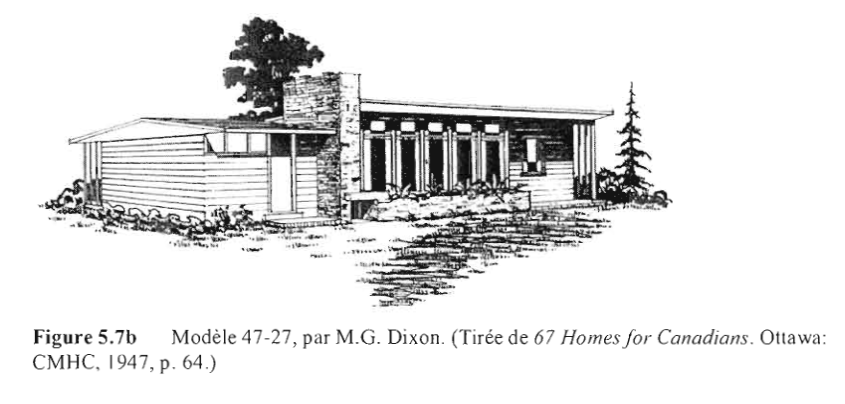 Figure 5.7b Modèle 47-27, par M.G. Dixon. (Tirée de 67 Homes for Canadians. Ottawa:
CMHC, 1947, p. 64.)